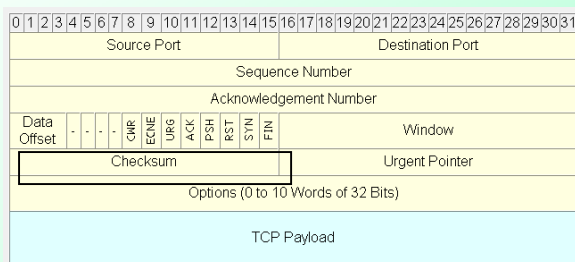 0 1 2 3 4 5 6 7 8 9 10 11 12 13 14 15 16 17 18 19 20 21 22 23 24 25 26 27 28 29 30 31
Source Port Destination Port
Sequence Number
Acknowledgement Number
Data Offset - - - - CWR ECNE URG ACK PSH RST SYN FIN Window
Checksum Urgent Pointer
Options (0 to 10 Words of 32 Bits)
TCP Payload